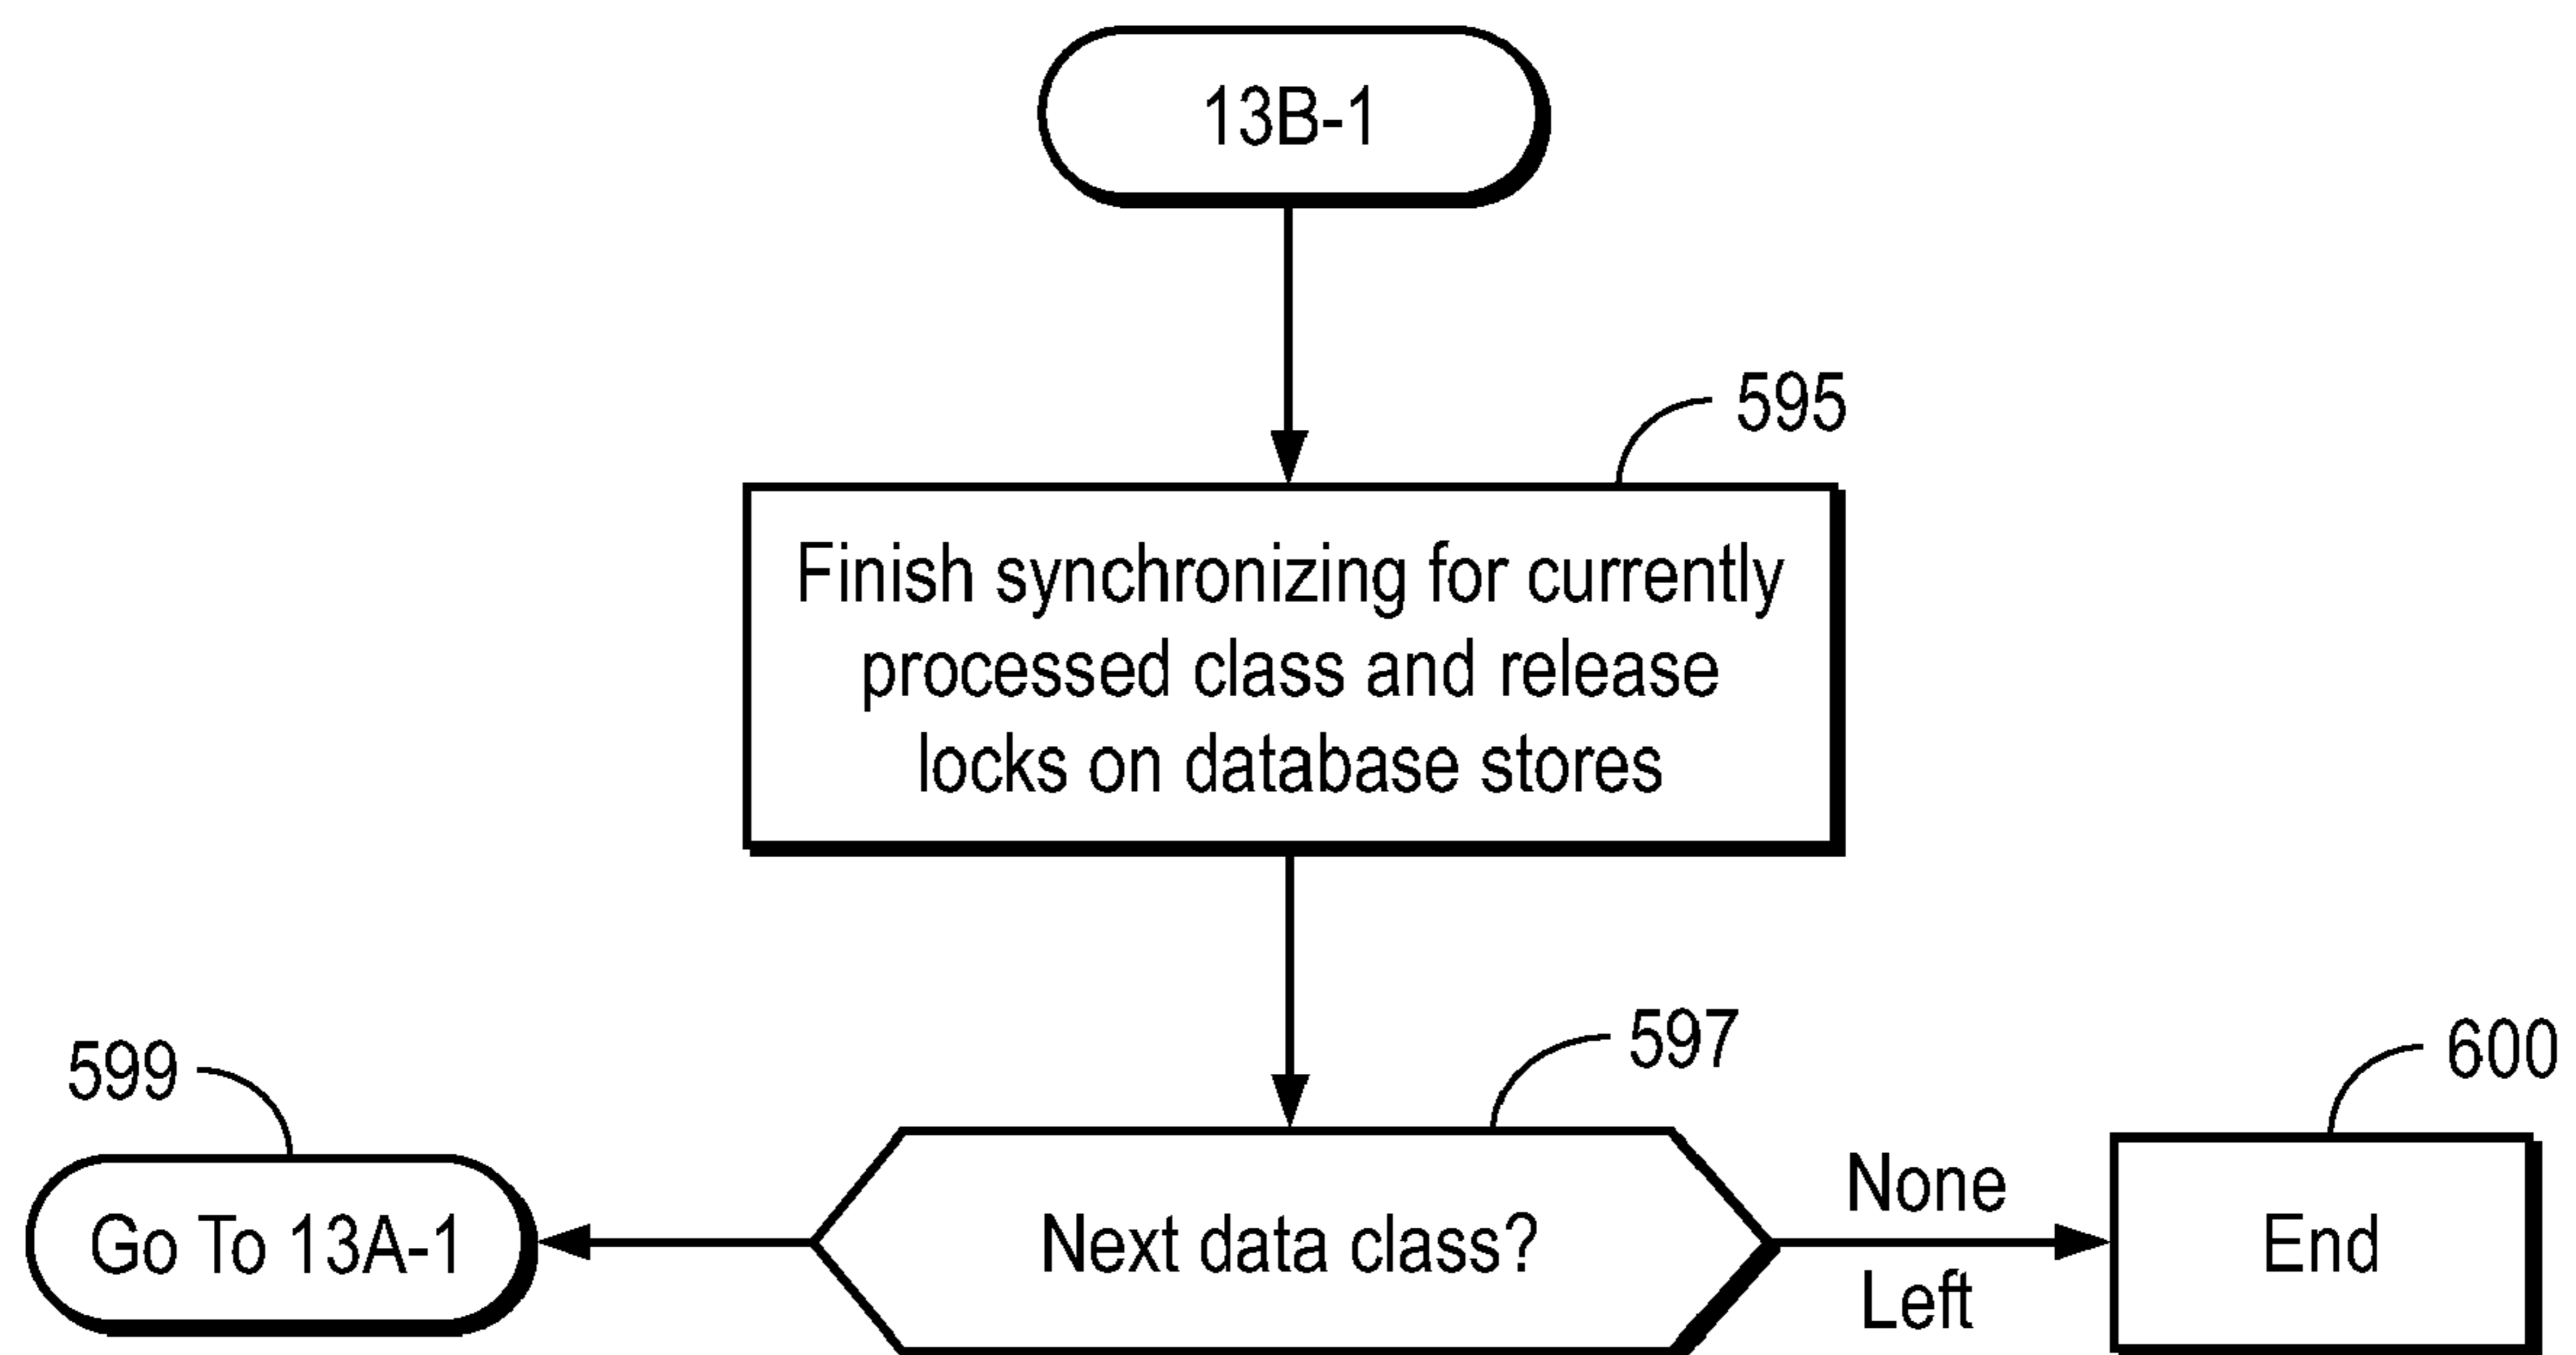 13B-1
595
Finish synchronizing for currently
processed class and release
locks on database stores
599
597
600
Go To 13A-1
Next data class?
None
Left
End